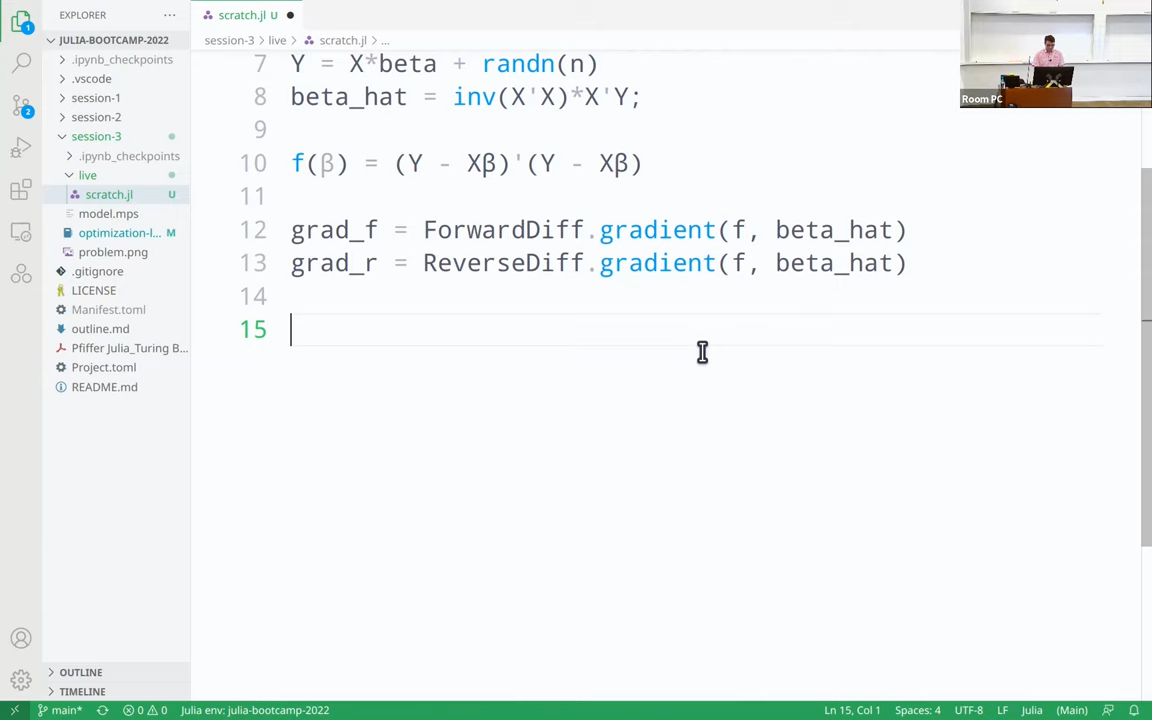 EXPLORER
scratch.jl U
JULIA-BOOTCAMP-2022
session-3 > live > scratch.jl > ...
.ipynb_checkpoints
.vscode
session-1
session-2
session-3
.ipynb_checkpoints
live
scratch.jl U
model.mps
optimization-l... M
problem.png
.gitignore
LICENSE
Manifest.toml
outline.md
Pfiffer Julia_Turing B...
Project.toml
README.md
OUTLINE
TIMELINE
7 Y = X*beta + randn(n)
8 beta_hat = inv(X'X)*X'Y;
9
10 f(β) = (Y - Xβ)'(Y - Xβ)
11
12 grad_f = ForwardDiff.gradient(f, beta_hat)
13 grad_r = ReverseDiff.gradient(f, beta_hat)
14
15
Room PC
1
2
main* 0 0 Julia env: julia-bootcamp-2022 Ln 15, Col 1 Spaces: 4 UTF-8 LF Julia (Main)